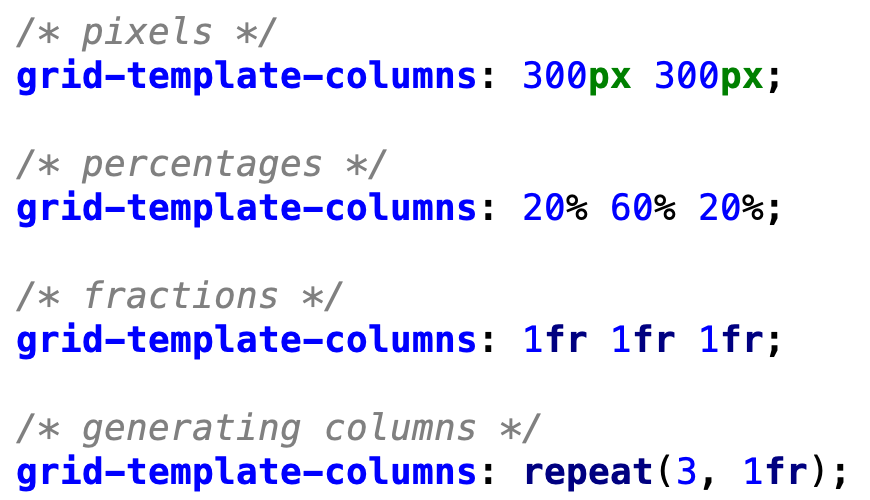 /* pixels */
grid-template-columns: 300px 300px;
/* percentages */
grid-template-columns: 20% 60% 20%;
/* fractions */
grid-template-columns: 1fr 1fr 1fr;
/* generating columns */
grid-template-columns: repeat(3, 1fr);